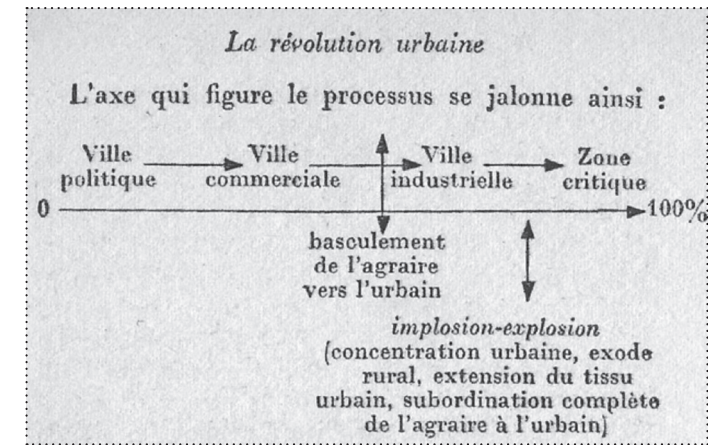 La révolution urbaine
L'axe qui figure le processus se jalonne ainsi :
Ville politique
Ville commerciale
Ville industrielle
Zone critique
0
100%
basculement
de l'agraire
vers l'urbain
implosion-explosion
(concentration urbaine, exode
rural, extension du tissu
urbain, subordination complète
de l'agraire à l'urbain)